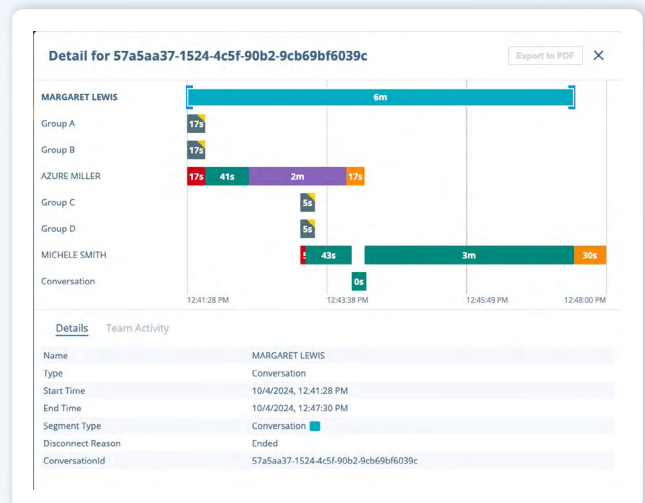 Detail for 57a5aa37-1524-4c5f-90b2-9cb69bf6039c
Export to PDF
MARGARET LEWIS 6m
Group A 17s
Group B 17s
AZURE MILLER 17s 41s 2m 17s
Group C 5s
Group D 5s
MICHELE SMITH 43s 3m 30s
Conversation 0s
12:41:28 PM 12:43:38 PM 12:45:49 PM 12:48:00 PM
Details Team Activity
Name MARGARET LEWIS
Type Conversation
Start Time 10/4/2024, 12:41:28 PM
End Time 10/4/2024, 12:47:30 PM
Segment Type Conversation
Disconnect Reason Ended
ConversationId 57a5aa37-1524-4c5f-90b2-9cb69bf6039c